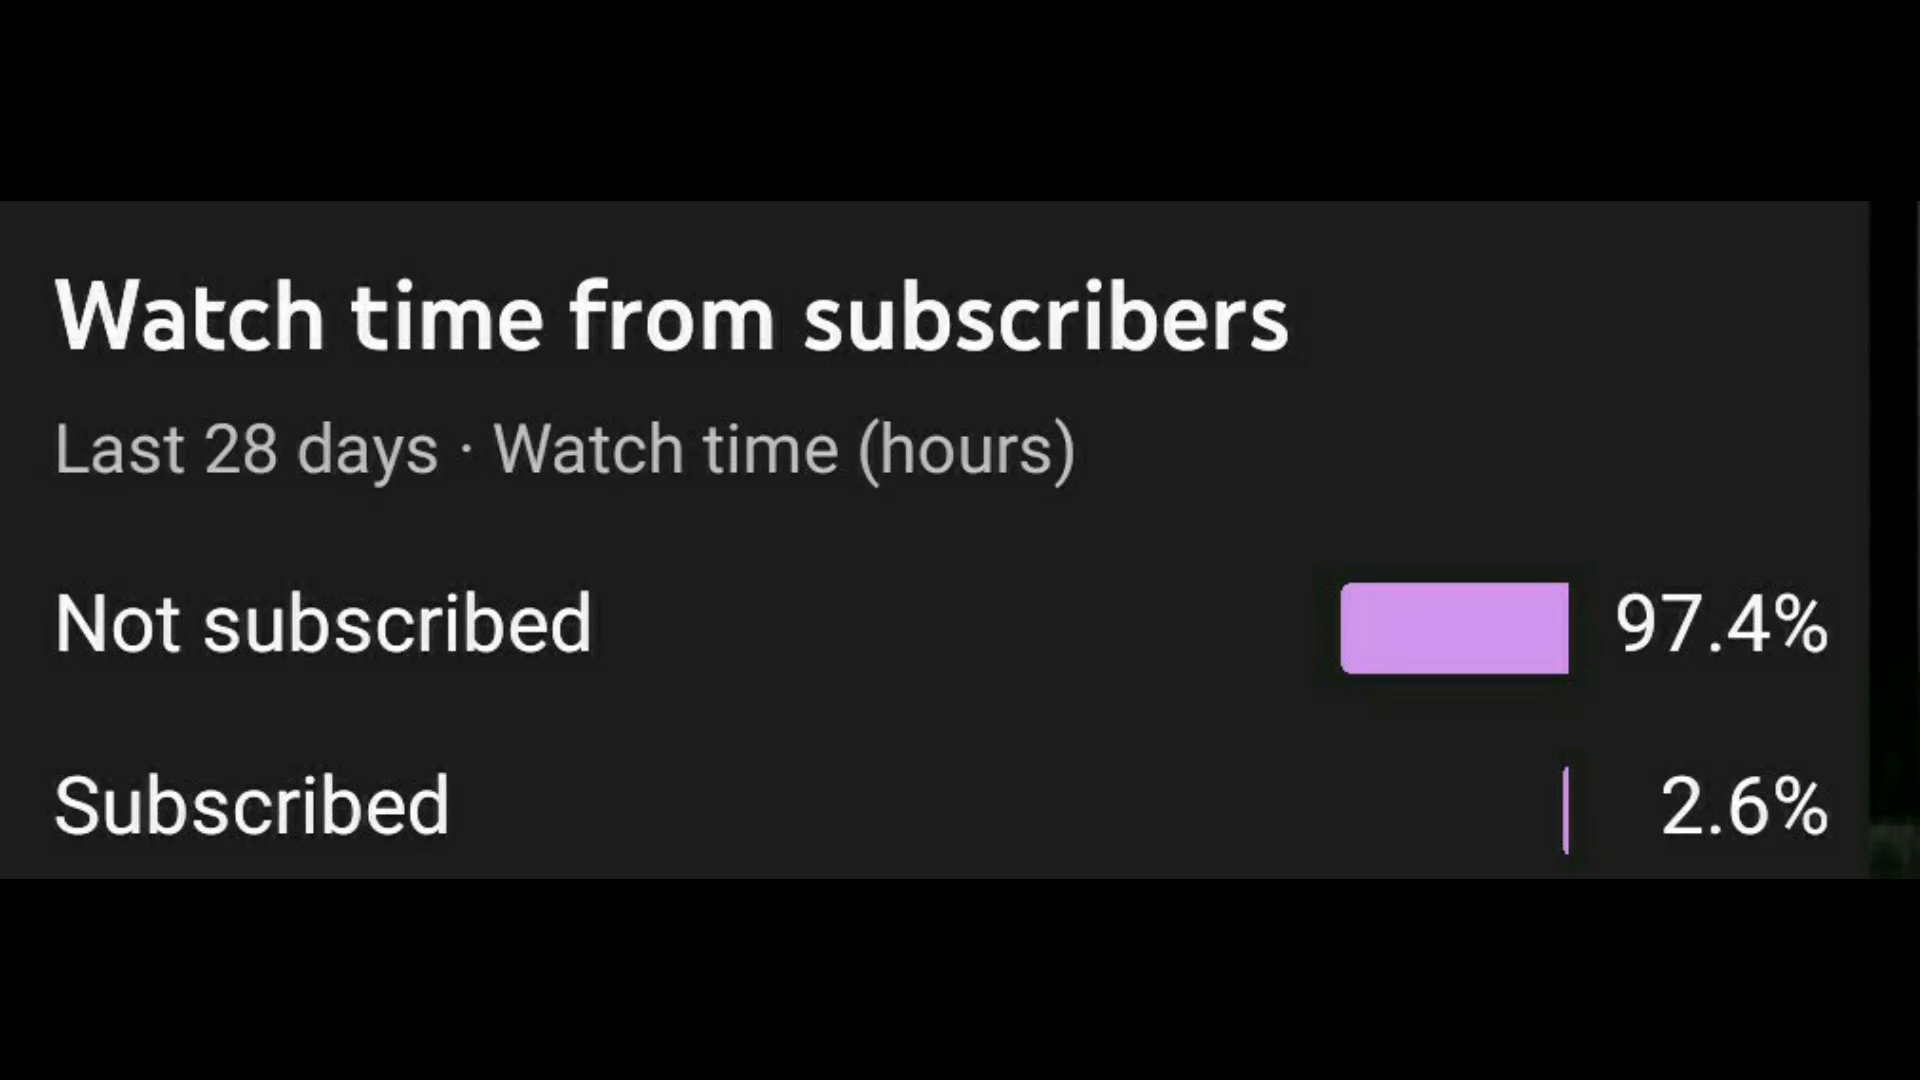 Watch time from subscribers
Last 28 days · Watch time (hours)
Not subscribed 97.4%
Subscribed 2.6%